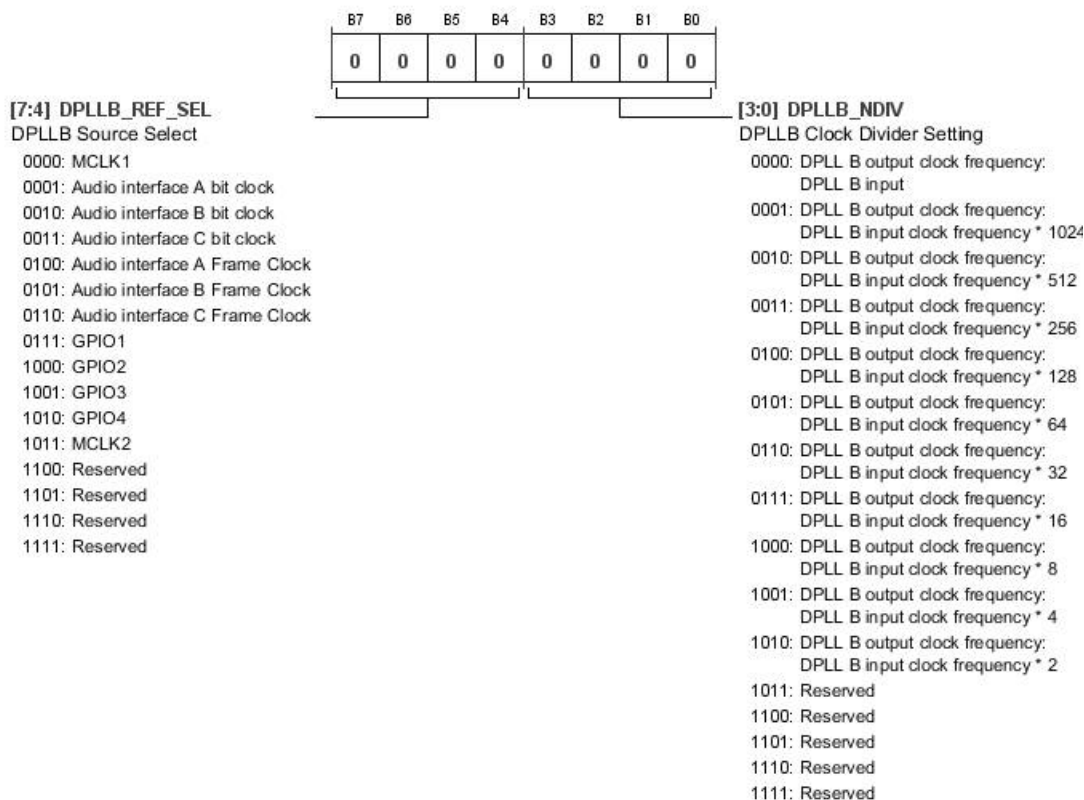 B7 B6 B5 B4 B3 B2 B1 B0
0 0 0 0 0 0 0 0
[7:4] DPLLB_REF_SEL
DPLLB Source Select
0000: MCLK1
0001: Audio interface A bit clock
0010: Audio interface B bit clock
0011: Audio interface C bit clock
0100: Audio interface A Frame Clock
0101: Audio interface B Frame Clock
0110: Audio interface C Frame Clock
0111: GPIO1
1000: GPIO2
1001: GPIO3
1010: GPIO4
1011: MCLK2
1100: Reserved
1101: Reserved
1110: Reserved
1111: Reserved
[3:0] DPLLB_NDIV
DPLLB Clock Divider Setting
0000: DPLL B output clock frequency:
DPLL B input
0001: DPLL B output clock frequency:
DPLL B input clock frequency * 1024
0010: DPLL B output clock frequency:
DPLL B input clock frequency * 512
0011: DPLL B output clock frequency:
DPLL B input clock frequency * 256
0100: DPLL B output clock frequency:
DPLL B input clock frequency * 128
0101: DPLL B output clock frequency:
DPLL B input clock frequency * 64
0110: DPLL B output clock frequency:
DPLL B input clock frequency * 32
0111: DPLL B output clock frequency:
DPLL B input clock frequency * 16
1000: DPLL B output clock frequency:
DPLL B input clock frequency * 8
1001: DPLL B output clock frequency:
DPLL B input clock frequency * 4
1010: DPLL B output clock frequency:
DPLL B input clock frequency * 2
1011: Reserved
1100: Reserved
1101: Reserved
1110: Reserved
1111: Reserved